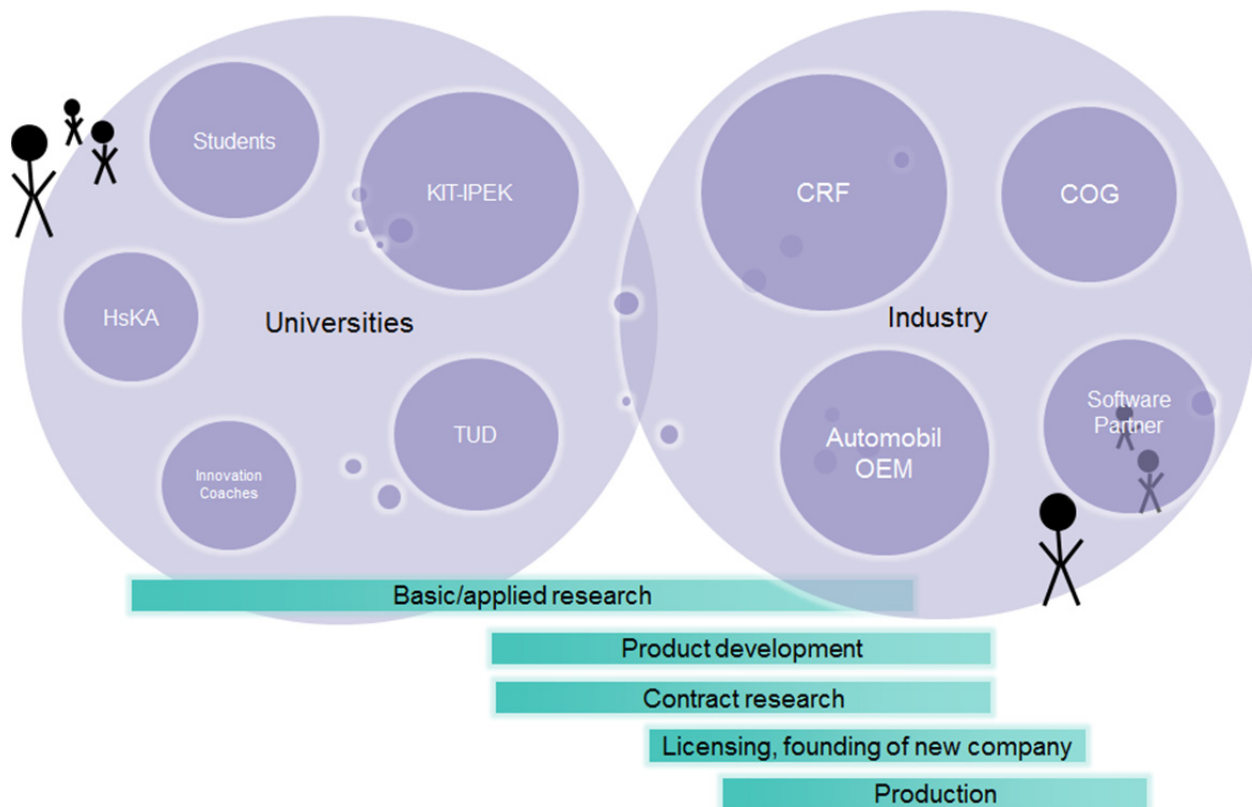 Students
KIT-IPEK
HsKA
Universities
TUD
Innovation
Coaches
CRF
COG
Industry
Automobil
OEM
Software
Partner
Basic/applied research
Product development
Contract research
Licensing, founding of new company
Production